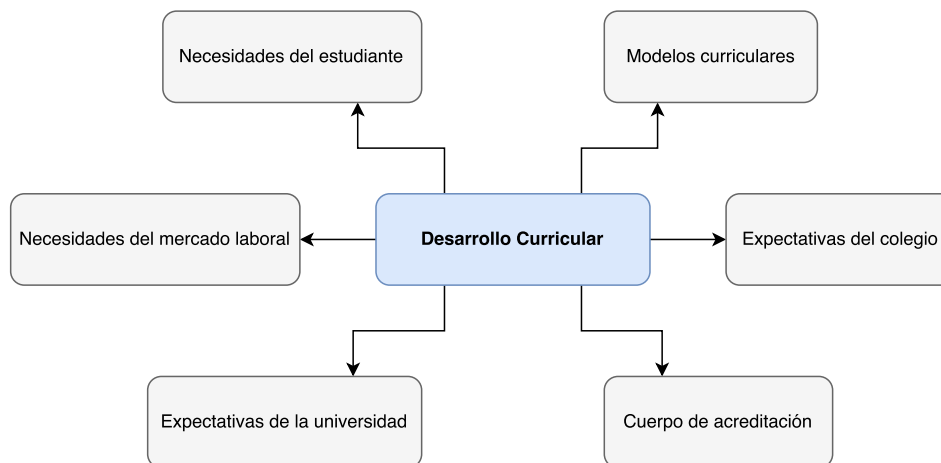 Necesidades del estudiante
Modelos curriculares
Necesidades del mercado laboral
Desarrollo Curricular
Expectativas del colegio
Expectativas de la universidad
Cuerpo de acreditación